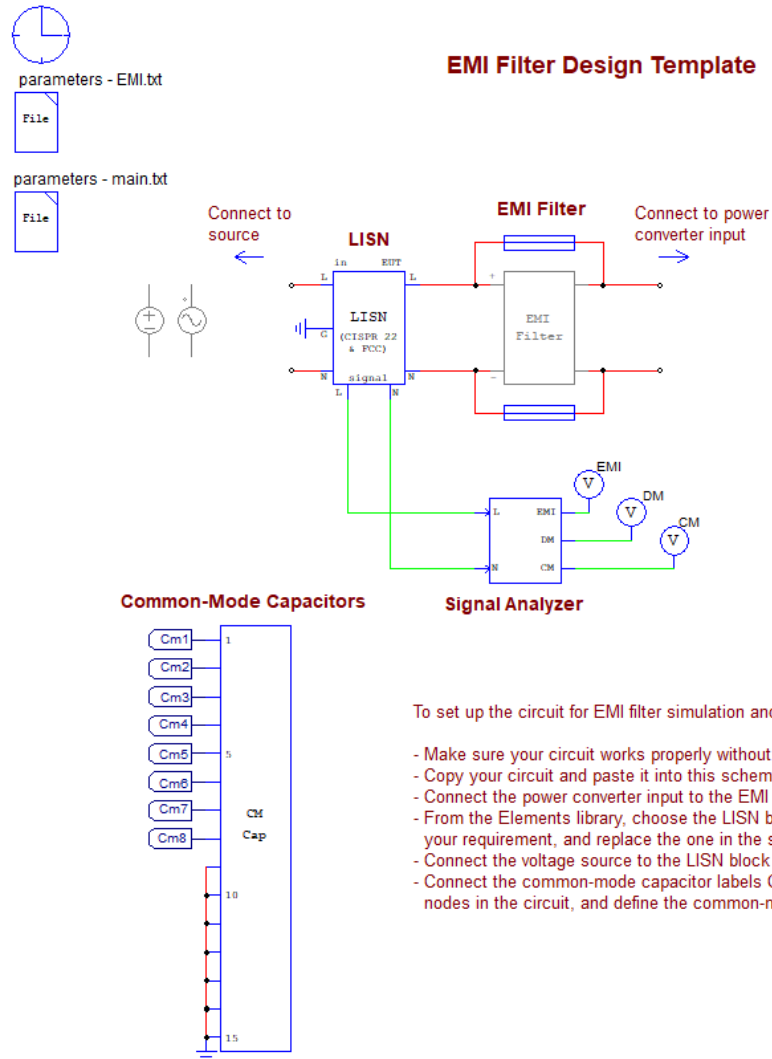 EMI Filter Design Template
parameters - EMI.txt
File
parameters - main.txt
File
Connect to
source
LISN
EMI Filter
Connect to power
converter input
in EUT
L L
LISN
(CISPR 22
& FCC)
G
N signal N
L N
+
EMI
Filter
-
EMI
V
DM
V
CM
V
L EMI
DM
N CM
Common-Mode Capacitors
Signal Analyzer
Cm1 1
Cm2
Cm3
Cm4
Cm5 5
Cm6
Cm7
Cm8
CM
Cap
10
15
To set up the circuit for EMI filter simulation and
- Make sure your circuit works properly without
- Copy your circuit and paste it into this schem
- Connect the power converter input to the EMI
- From the Elements library, choose the LISN b
your requirement, and replace the one in the s
- Connect the voltage source to the LISN block
- Connect the common-mode capacitor labels C
nodes in the circuit, and define the common-m